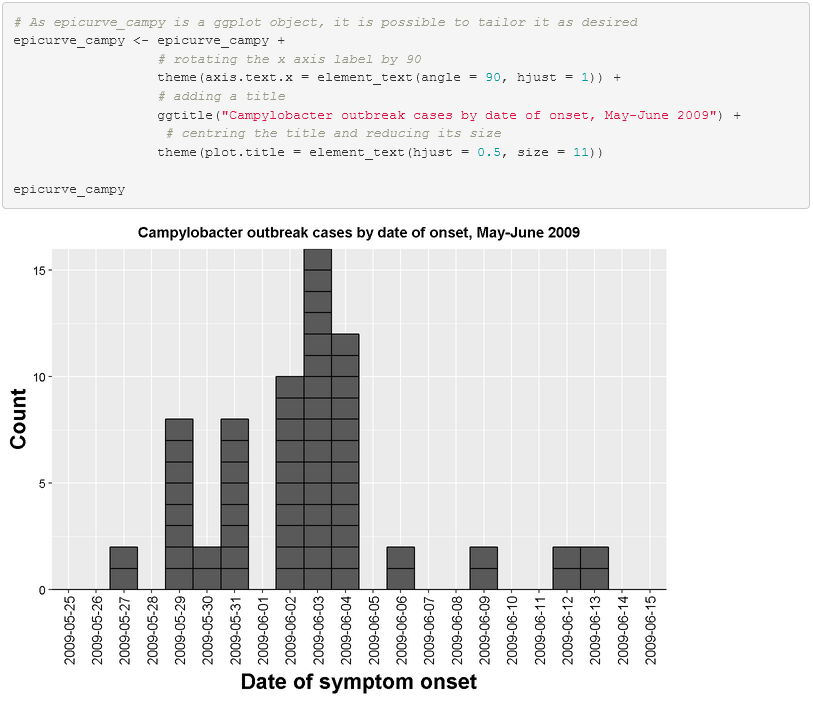 # As epicurve_campy is a ggplot object, it is possible to tailor it as desired
epicurve_campy <- epicurve_campy +
# rotating the x axis label by 90
theme(axis.text.x = element_text(angle = 90, hjust = 1)) +
# adding a title
ggtitle("Campylobacter outbreak cases by date of onset, May-June 2009") +
# centring the title and reducing its size
theme(plot.title = element_text(hjust = 0.5, size = 11))
epicurve_campy
Campylobacter outbreak cases by date of onset, May-June 2009
Count
15
10
5
0
2009-05-25
2009-05-26
2009-05-27
2009-05-28
2009-05-29
2009-05-30
2009-05-31
2009-06-01
2009-06-02
2009-06-03
2009-06-04
2009-06-05
2009-06-06
2009-06-07
2009-06-08
2009-06-09
2009-06-10
2009-06-11
2009-06-12
2009-06-13
2009-06-14
2009-06-15
Date of symptom onset